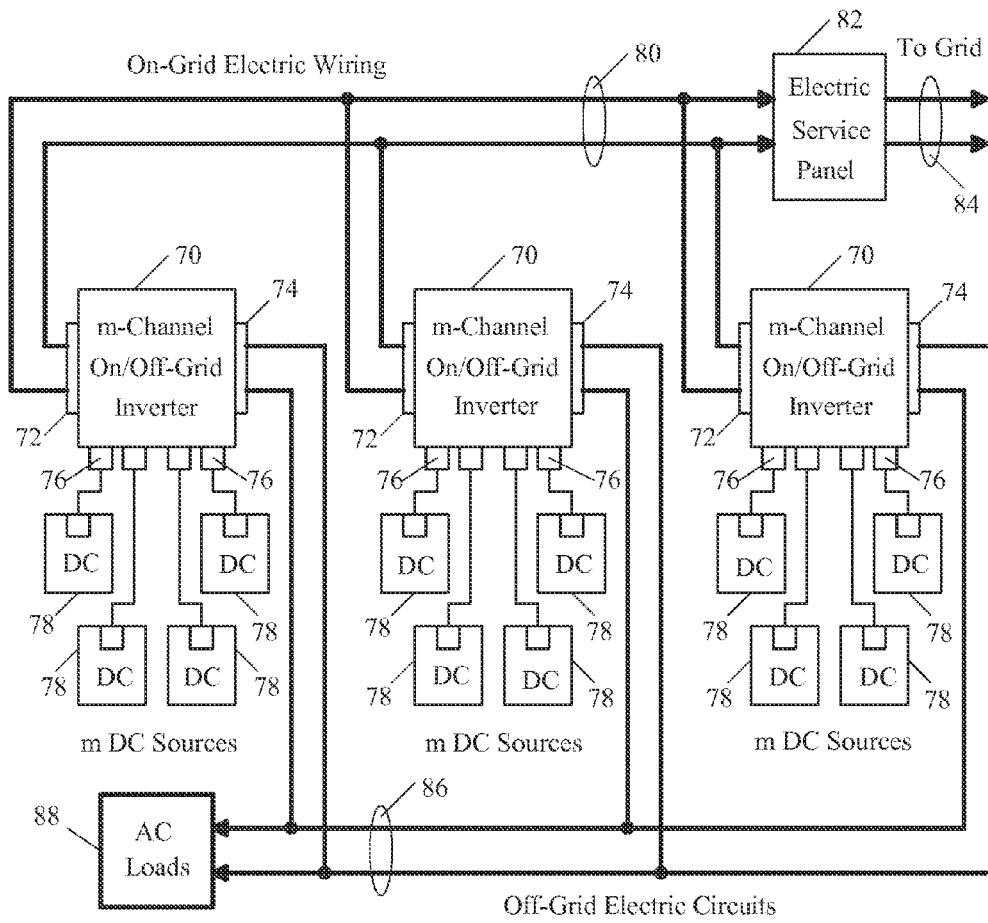 82
To Grid
On-Grid Electric Wiring
80
Electric
Service
Panel
84
70
74
m-Channel
On/Off-Grid
Inverter
72
76
76
DC
DC
78
78
DC
DC
78
78
m DC Sources
70
74
m-Channel
On/Off-Grid
Inverter
72
76
76
DC
DC
78
78
DC
DC
78
78
m DC Sources
70
74
m-Channel
On/Off-Grid
Inverter
72
76
76
DC
DC
78
78
DC
DC
78
78
m DC Sources
86
88
AC
Loads
Off-Grid Electric Circuits